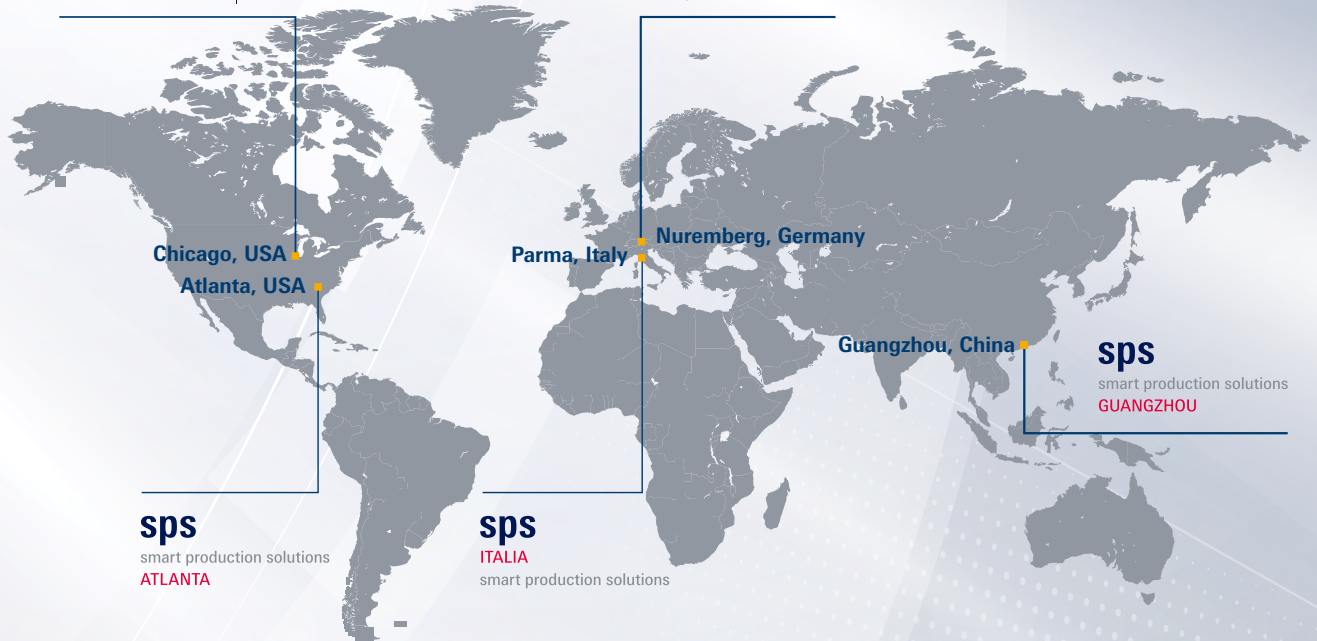 Nuremberg, Germany
Chicago, USA
Parma, Italy
Atlanta, USA
Guangzhou, China
sps
smart production solutions
GUANGZHOU
sps
smart production solutions
ATLANTA
sps
ITALIA
smart production solutions